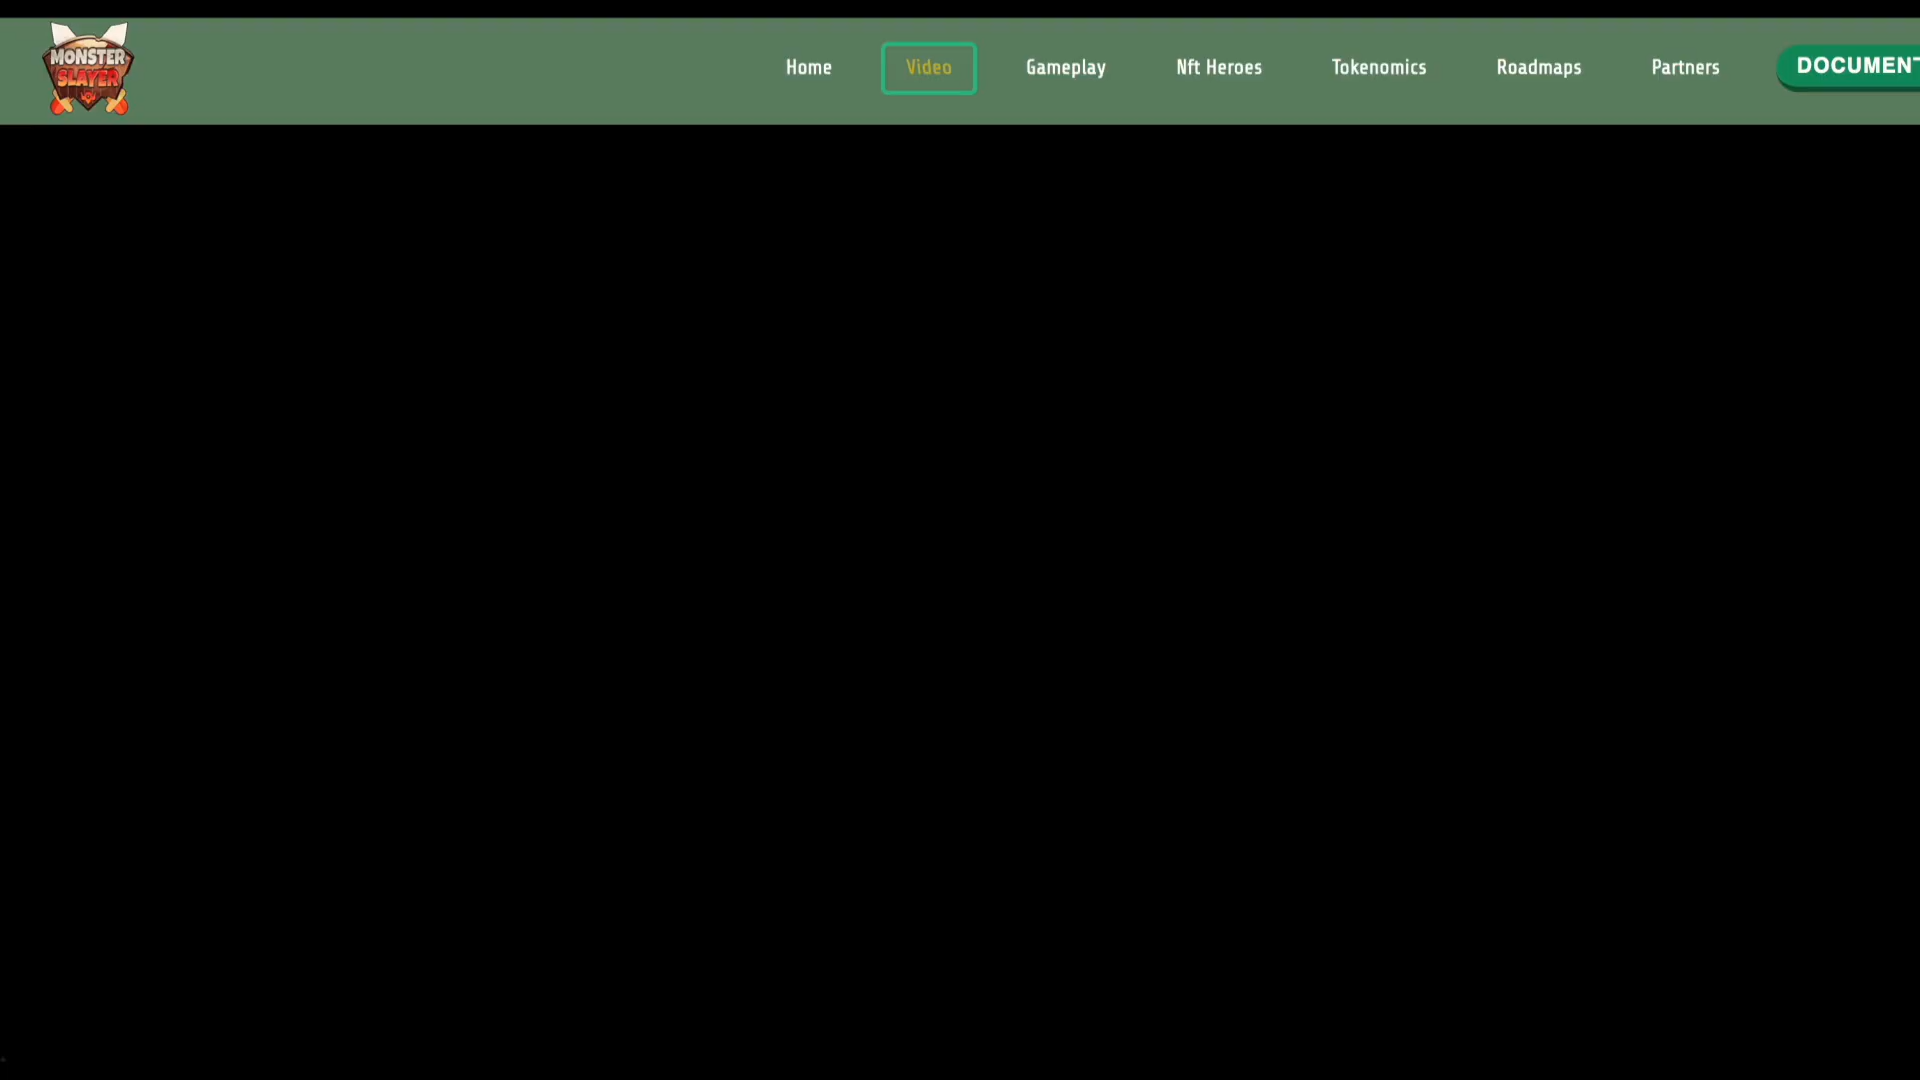 MONSTER
SLAYER
Home
Video
Gameplay
Nft Heroes
Tokenomics
Roadmaps
Partners
DOCUMENT